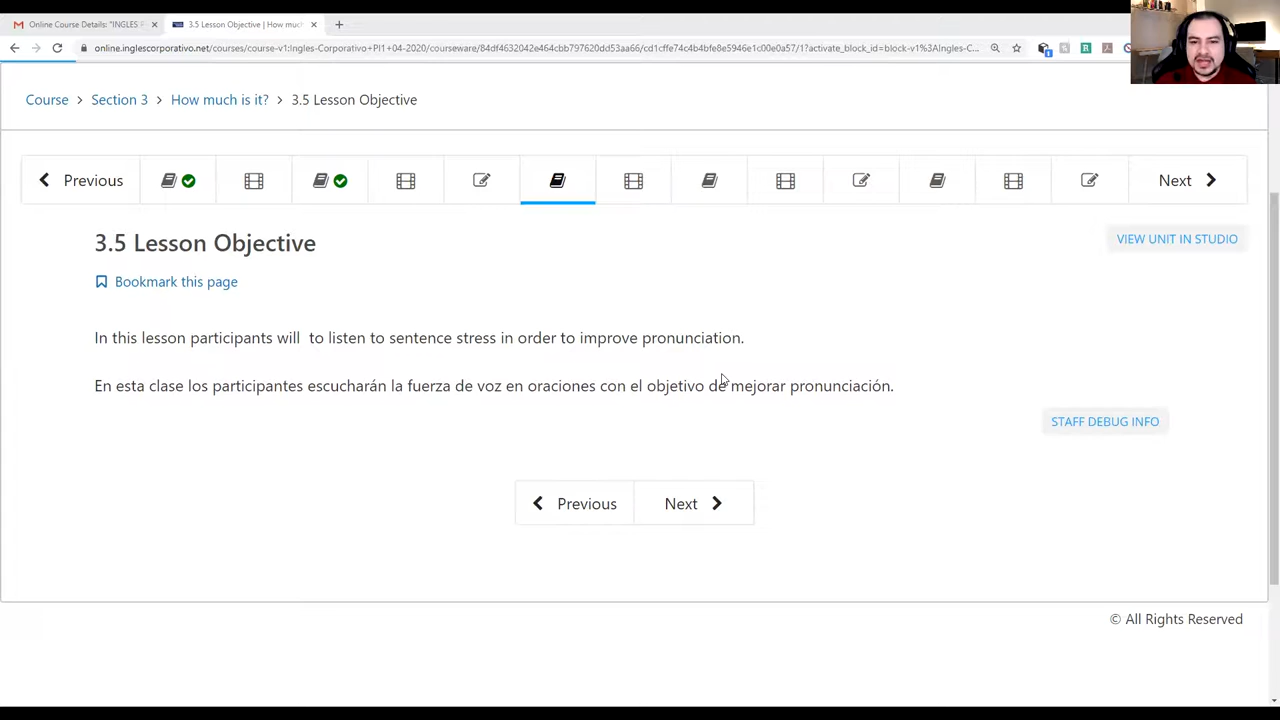 Online Course Details: "INGLES
3.5 Lesson Objective | How muc
online.inglescorporativo.net/courses/course-v1:Ingles-Corporativo+PI1+04-2020/courseware/84df4632042e464cbb797620dd53aa66/cd1cffe74c4b4bfe8e5946e1c00e0a57/1?activate_block_id=block-v1%3AIngles-C...
Course > Section 3 > How much is it? > 3.5 Lesson Objective
Previous
Next
3.5 Lesson Objective
VIEW UNIT IN STUDIO
Bookmark this page
In this lesson participants will to listen to sentence stress in order to improve pronunciation.
En esta clase los participantes escucharán la fuerza de voz en oraciones con el objetivo de mejorar pronunciación.
STAFF DEBUG INFO
Previous
Next
© All Rights Reserved